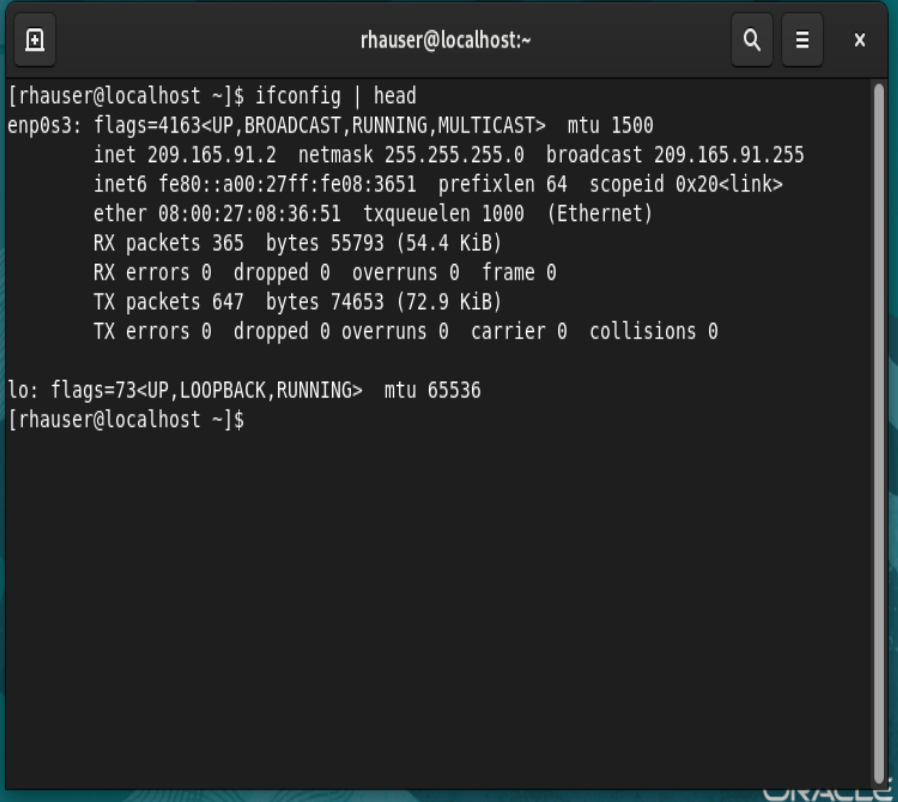 rhauser@localhost:~
[rhauser@localhost ~]$ ifconfig | head
enp0s3: flags=4163<UP,BROADCAST,RUNNING,MULTICAST>  mtu 1500
        inet 209.165.91.2  netmask 255.255.255.0  broadcast 209.165.91.255
        inet6 fe80::a00:27ff:fe08:3651  prefixlen 64  scopeid 0x20<link>
        ether 08:00:27:08:36:51  txqueuelen 1000  (Ethernet)
        RX packets 365  bytes 55793 (54.4 KiB)
        RX errors 0  dropped 0  overruns 0  frame 0
        TX packets 647  bytes 74653 (72.9 KiB)
        TX errors 0  dropped 0 overruns 0  carrier 0  collisions 0

lo: flags=73<UP,LOOPBACK,RUNNING>  mtu 65536
[rhauser@localhost ~]$
ORACLE